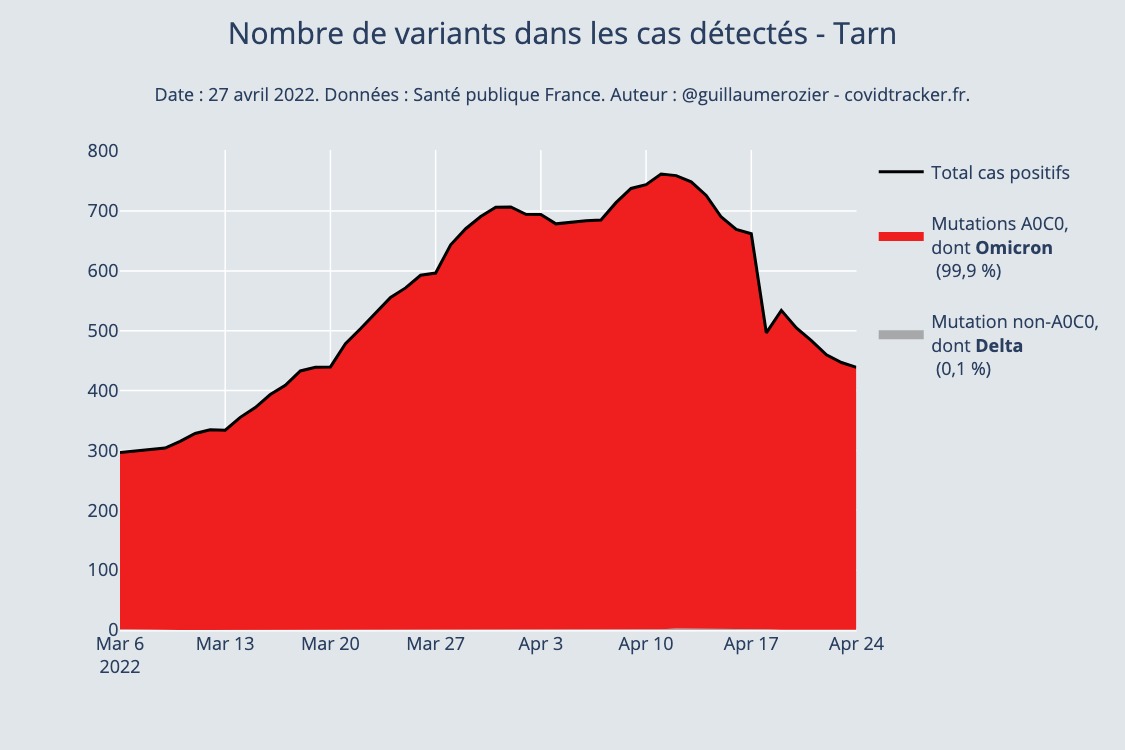 Nombre de variants dans les cas détectés - Tarn
Date : 27 avril 2022. Données : Santé publique France. Auteur : @guillaumerozier - covidtracker.fr.
800
700
600
500
400
300
200
100
0
Mar 6
2022
Mar 13
Mar 20
Mar 27
Apr 3
Apr 10
Apr 17
Apr 24
Total cas positifs
Mutations A0C0,
dont Omicron
(99,9 %)
Mutation non-A0C0,
dont Delta
(0,1 %)